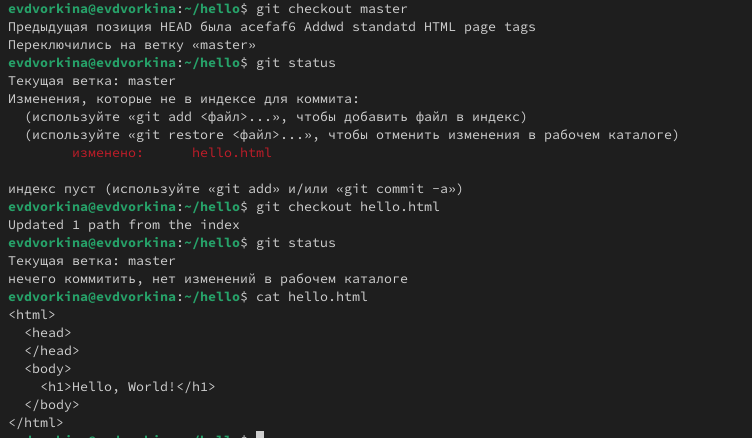 evdvorkina@evdvorkina:~/hello$ git checkout master
Предыдущая позиция HEAD была acefaf6 Addwd standatd HTML page tags
Переключились на ветку «master»
evdvorkina@evdvorkina:~/hello$ git status
Текущая ветка: master
Изменения, которые не в индексе для коммита:
  (используйте «git add <файл>...», чтобы добавить файл в индекс)
  (используйте «git restore <файл>...», чтобы отменить изменения в рабочем каталоге)
        изменено:      hello.html

индекс пуст (используйте «git add» и/или «git commit -a»)
evdvorkina@evdvorkina:~/hello$ git checkout hello.html
Updated 1 path from the index
evdvorkina@evdvorkina:~/hello$ git status
Текущая ветка: master
нечего коммитить, нет изменений в рабочем каталоге
evdvorkina@evdvorkina:~/hello$ cat hello.html
<html>
  <head>
  </head>
  <body>
    <h1>Hello, World!</h1>
  </body>
</html>
evdvorkina@evdvorkina:~/hello$